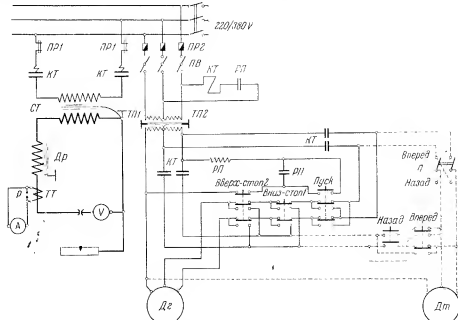 220/380 V
ПР1
ПР1
ПР2
ПВ
КТ
КТ
КТ
РП
СТ
ТП1
ТП2
КТ
Др
КТ
РП
РП
Вперед
П
Назад
Вверх-стоп2
Вниз-стоп1
Пуск
Р
ТТ
А
V
Назад
Вперед
Дг
Дт